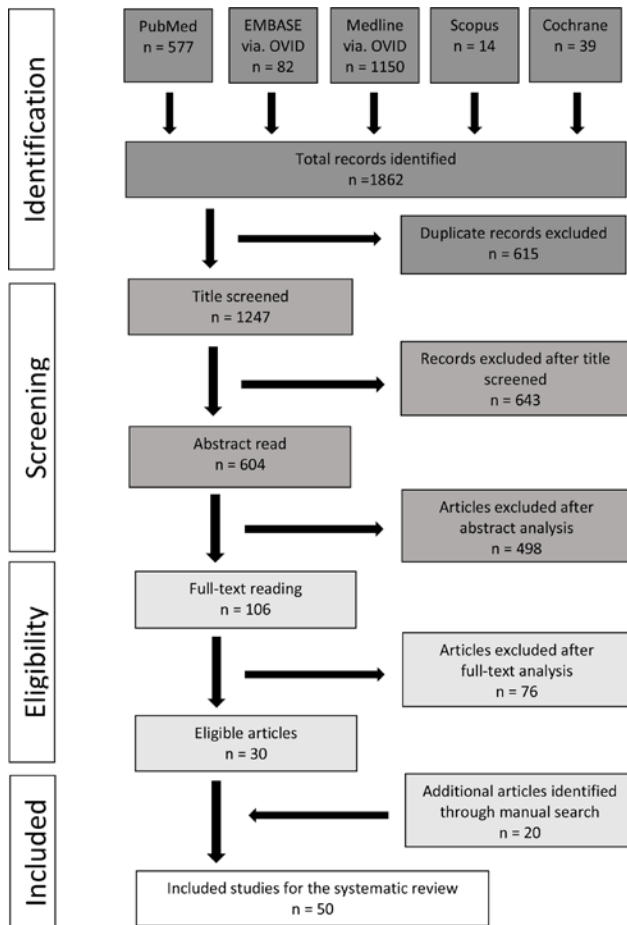 Identification
PubMed
n = 577
EMBASE
via. OVID
n = 82
Medline
via. OVID
n = 1150
Scopus
n = 14
Cochrane
n = 39
Total records identified
n =1862
Duplicate records excluded
n = 615
Screening
Title screened
n = 1247
Records excluded after title
screened
n = 643
Abstract read
n = 604
Articles excluded after
abstract analysis
n = 498
Eligibility
Full-text reading
n = 106
Articles excluded after
full-text analysis
n = 76
Eligible articles
n = 30
Included
Additional articles identified
through manual search
n = 20
Included studies for the systematic review
n = 50